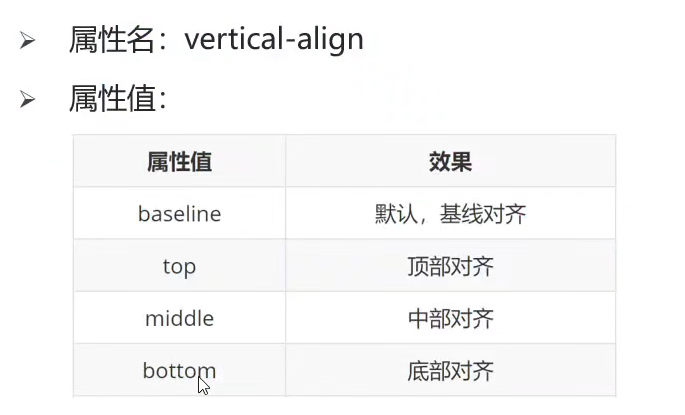 ➢ 属性名：vertical-align
➢ 属性值：
属性值 效果
baseline 默认，基线对齐
top 顶部对齐
middle 中部对齐
bottom 底部对齐